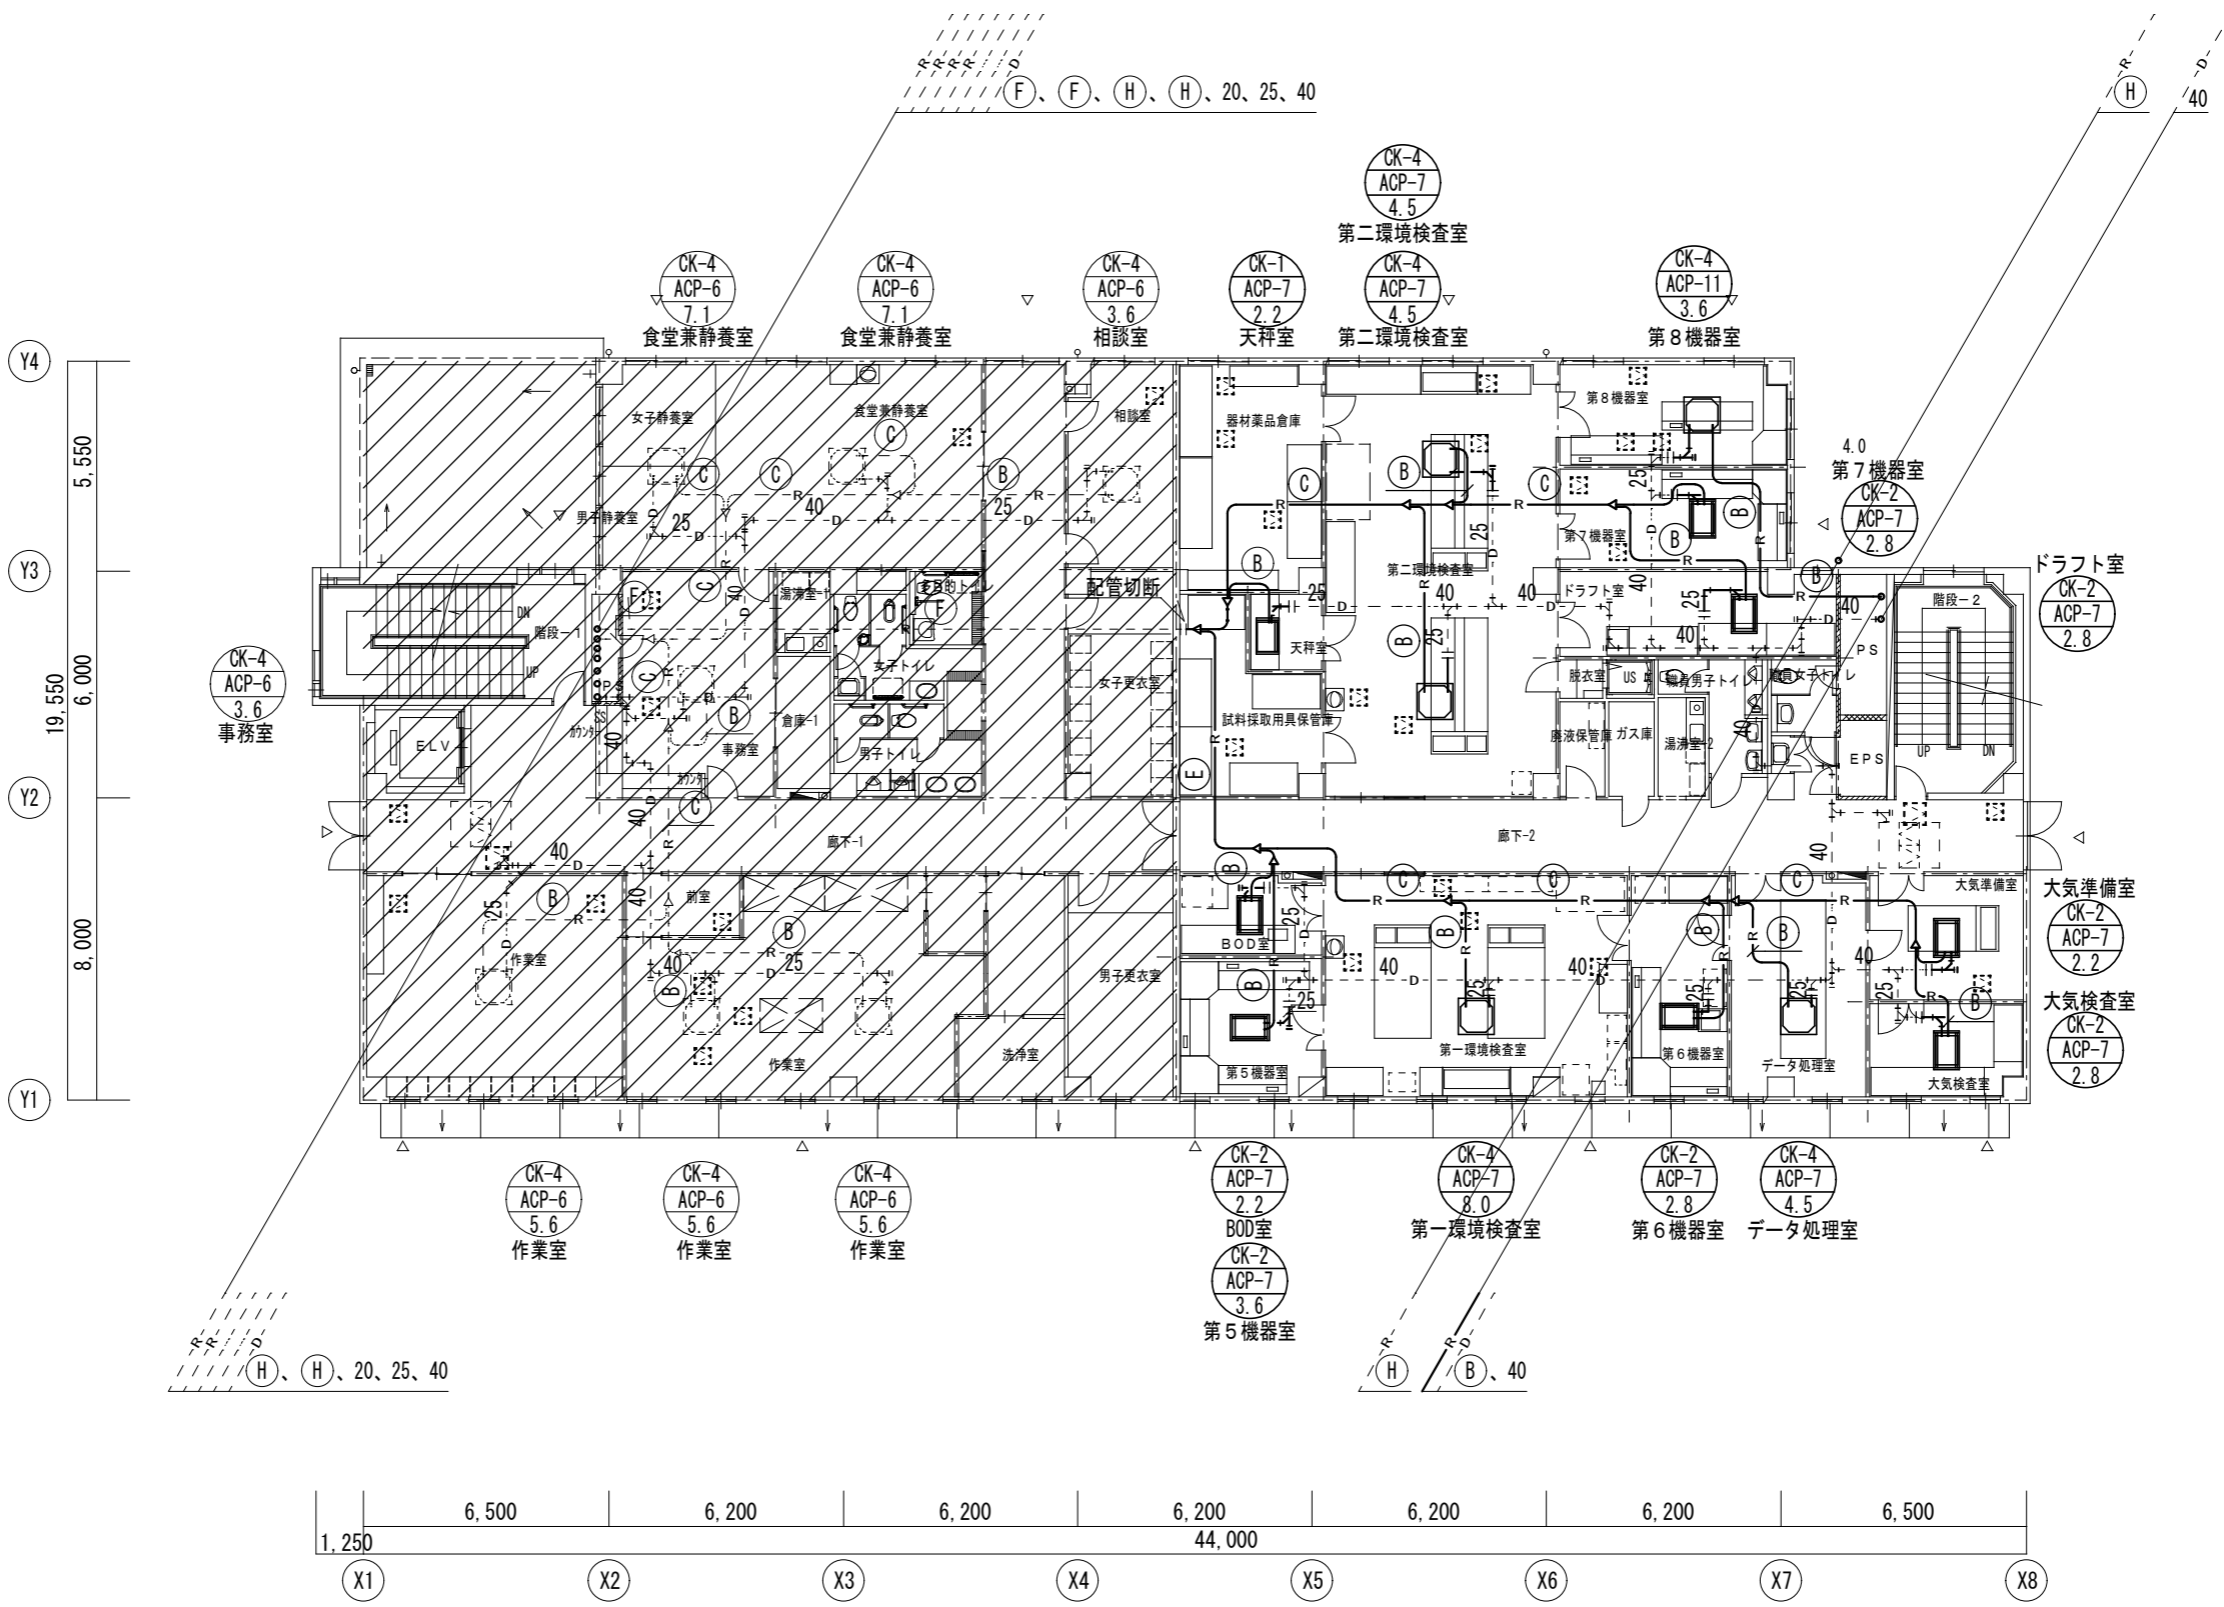 R
R
R
R
D
Ⓕ、Ⓕ、Ⓗ、Ⓗ、20、25、40
R
D
Ⓗ
40
CK-4
ACP-7
4.5
第二環境検査室
CK-4
ACP-6
7.1
食堂兼静養室
CK-4
ACP-6
7.1
食堂兼静養室
CK-4
ACP-6
3.6
相談室
CK-1
ACP-7
2.2
天秤室
CK-4
ACP-7
4.5
第二環境検査室
CK-4
ACP-11
3.6
第8機器室
4.0
第7機器室
CK-2
ACP-7
2.8
ドラフト室
CK-2
ACP-7
2.8
CK-4
ACP-6
3.6
事務室
Y4
Y3
Y2
Y1
5,550
6,000
8,000
19,550
女子静養室
食堂兼静養室
相談室
器材薬品倉庫
第8機器室
男子静養室
第7機器室
第二環境検査室
ドラフト室
配管切断
湯沸室-1
階段-1
DN
UP
女子トイレ
女子更衣室
天秤室
脱衣室
US
職員男子トイレ
職員女子トイレ
PS
階段-2
UP
DN
EPS
ELV
カウンター
事務室
カウンター
倉庫-1
男子トイレ
試料採取用具保管庫
廃液保管庫
ガス庫
湯沸室-2
廊下-1
廊下-2
前室
作業室
作業室
洗浄室
男子更衣室
BOD室
第5機器室
第一環境検査室
第6機器室
データ処理室
大気準備室
大気検査室
大気準備室
CK-2
ACP-7
2.2
大気検査室
CK-2
ACP-7
2.8
CK-4
ACP-6
5.6
作業室
CK-4
ACP-6
5.6
作業室
CK-4
ACP-6
5.6
作業室
CK-2
ACP-7
2.2
BOD室
CK-2
ACP-7
3.6
第5機器室
CK-4
ACP-7
8.0
第一環境検査室
CK-2
ACP-7
2.8
第6機器室
CK-4
ACP-7
4.5
データ処理室
R
R
D
Ⓗ、Ⓗ、20、25、40
R
Ⓗ
R
D
Ⓑ、40
6,500
6,200
6,200
6,200
6,200
6,200
6,500
1,250
44,000
X1
X2
X3
X4
X5
X6
X7
X8